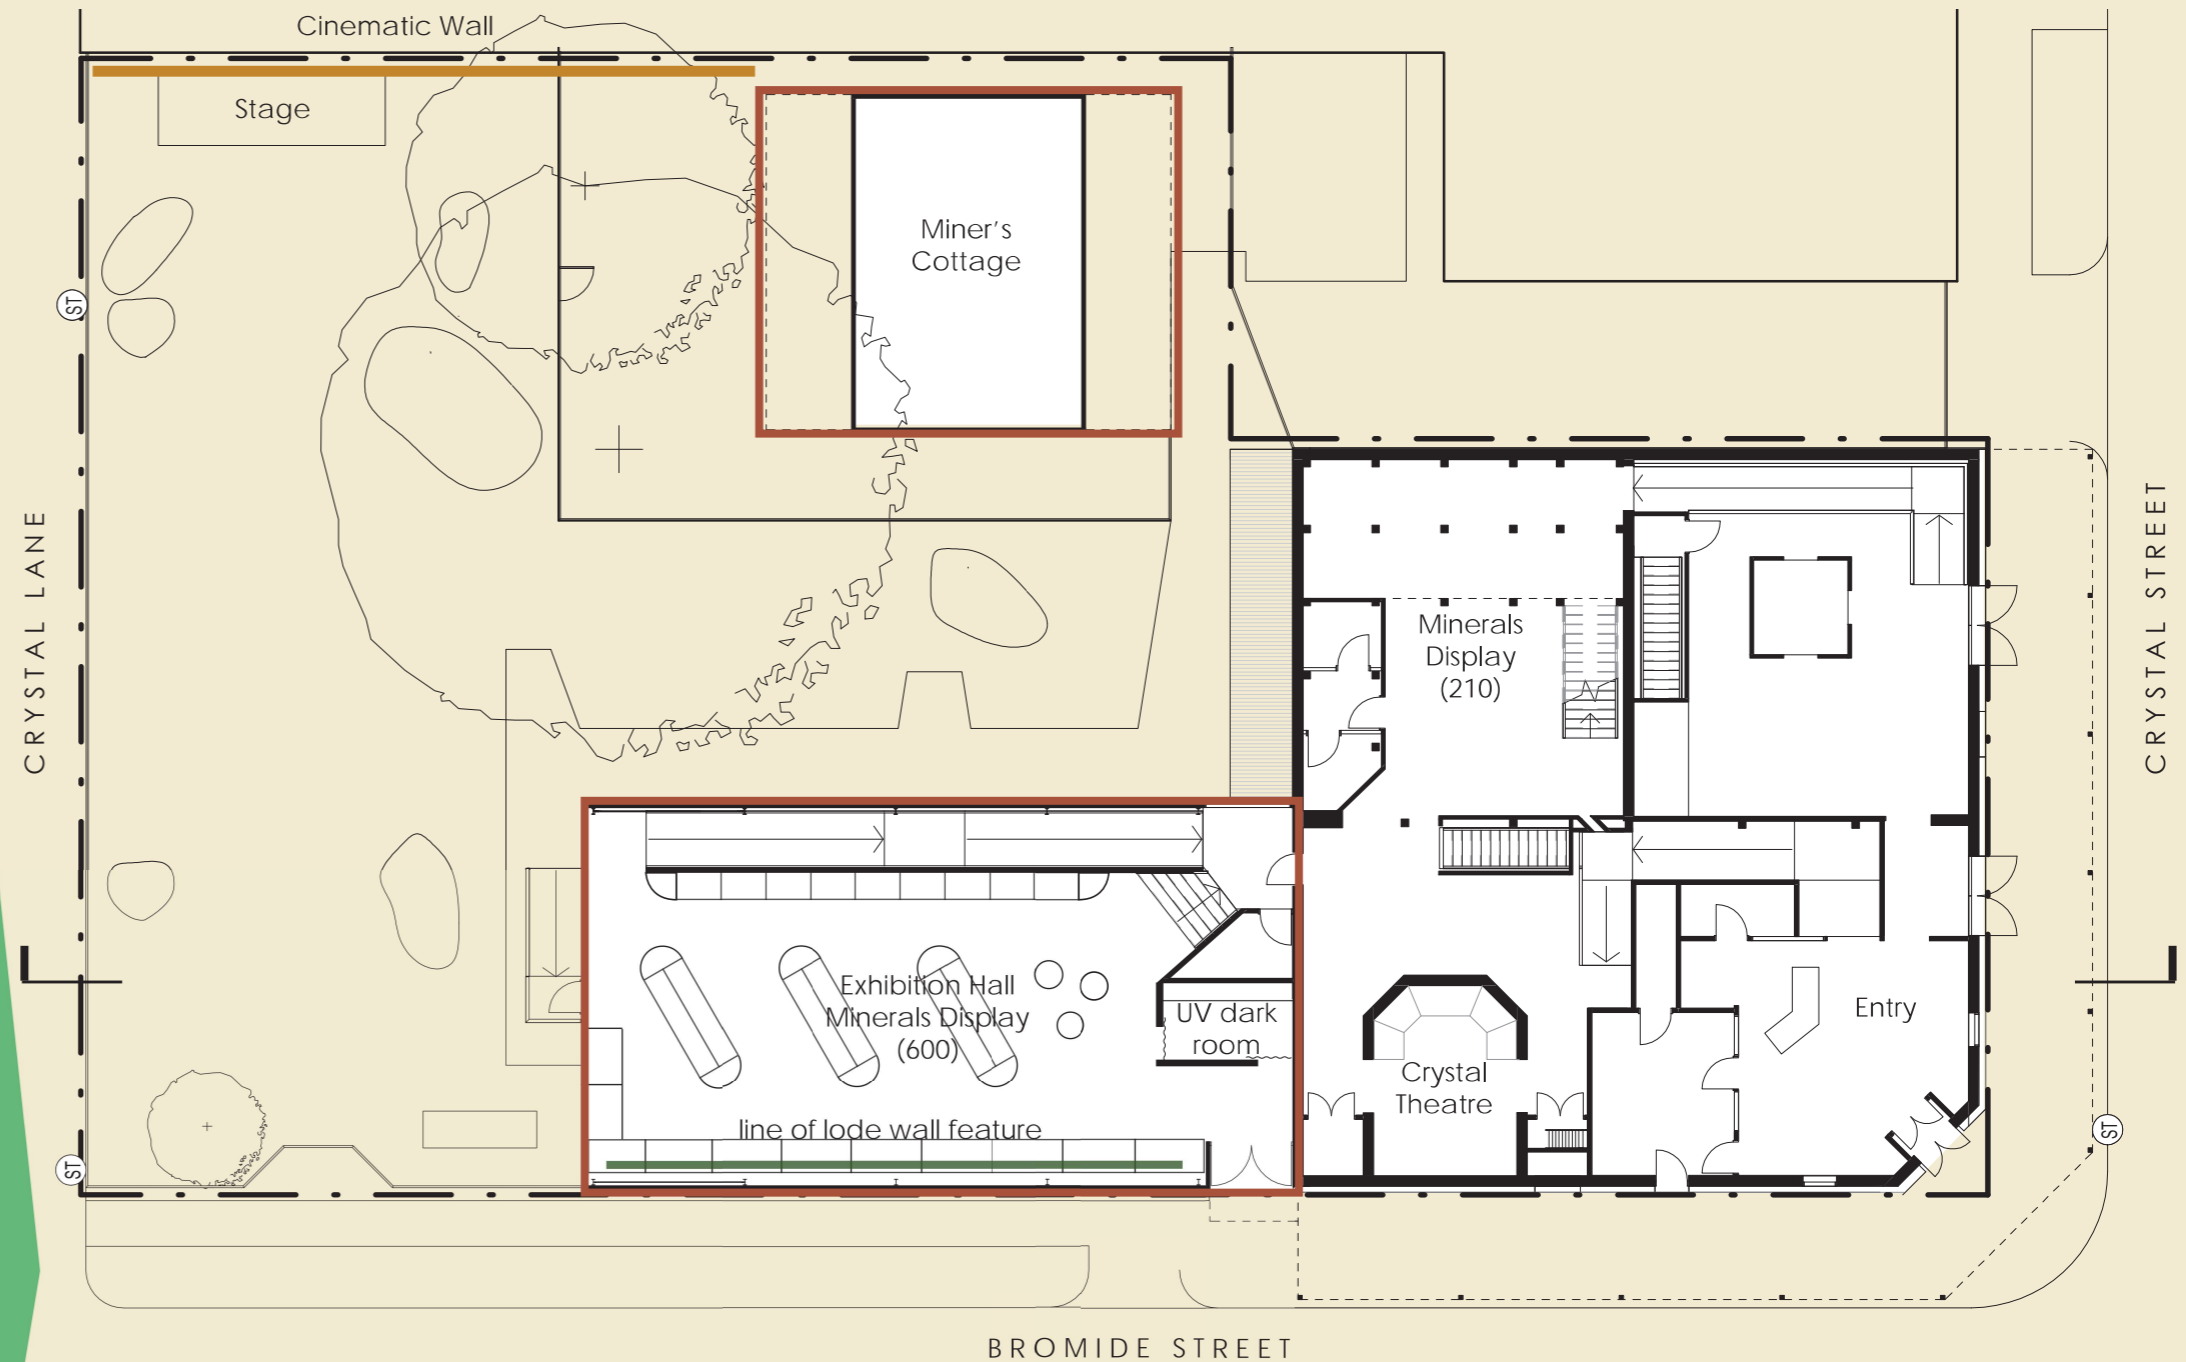 Cinematic Wall
Stage
Miner's
Cottage
ST
CRYSTAL LANE
CRYSTAL STREET
Minerals
Display
(210)
Exhibition Hall
Minerals Display
(600)
UV dark
room
Entry
Crystal
Theatre
line of lode wall feature
ST
ST
BROMIDE STREET